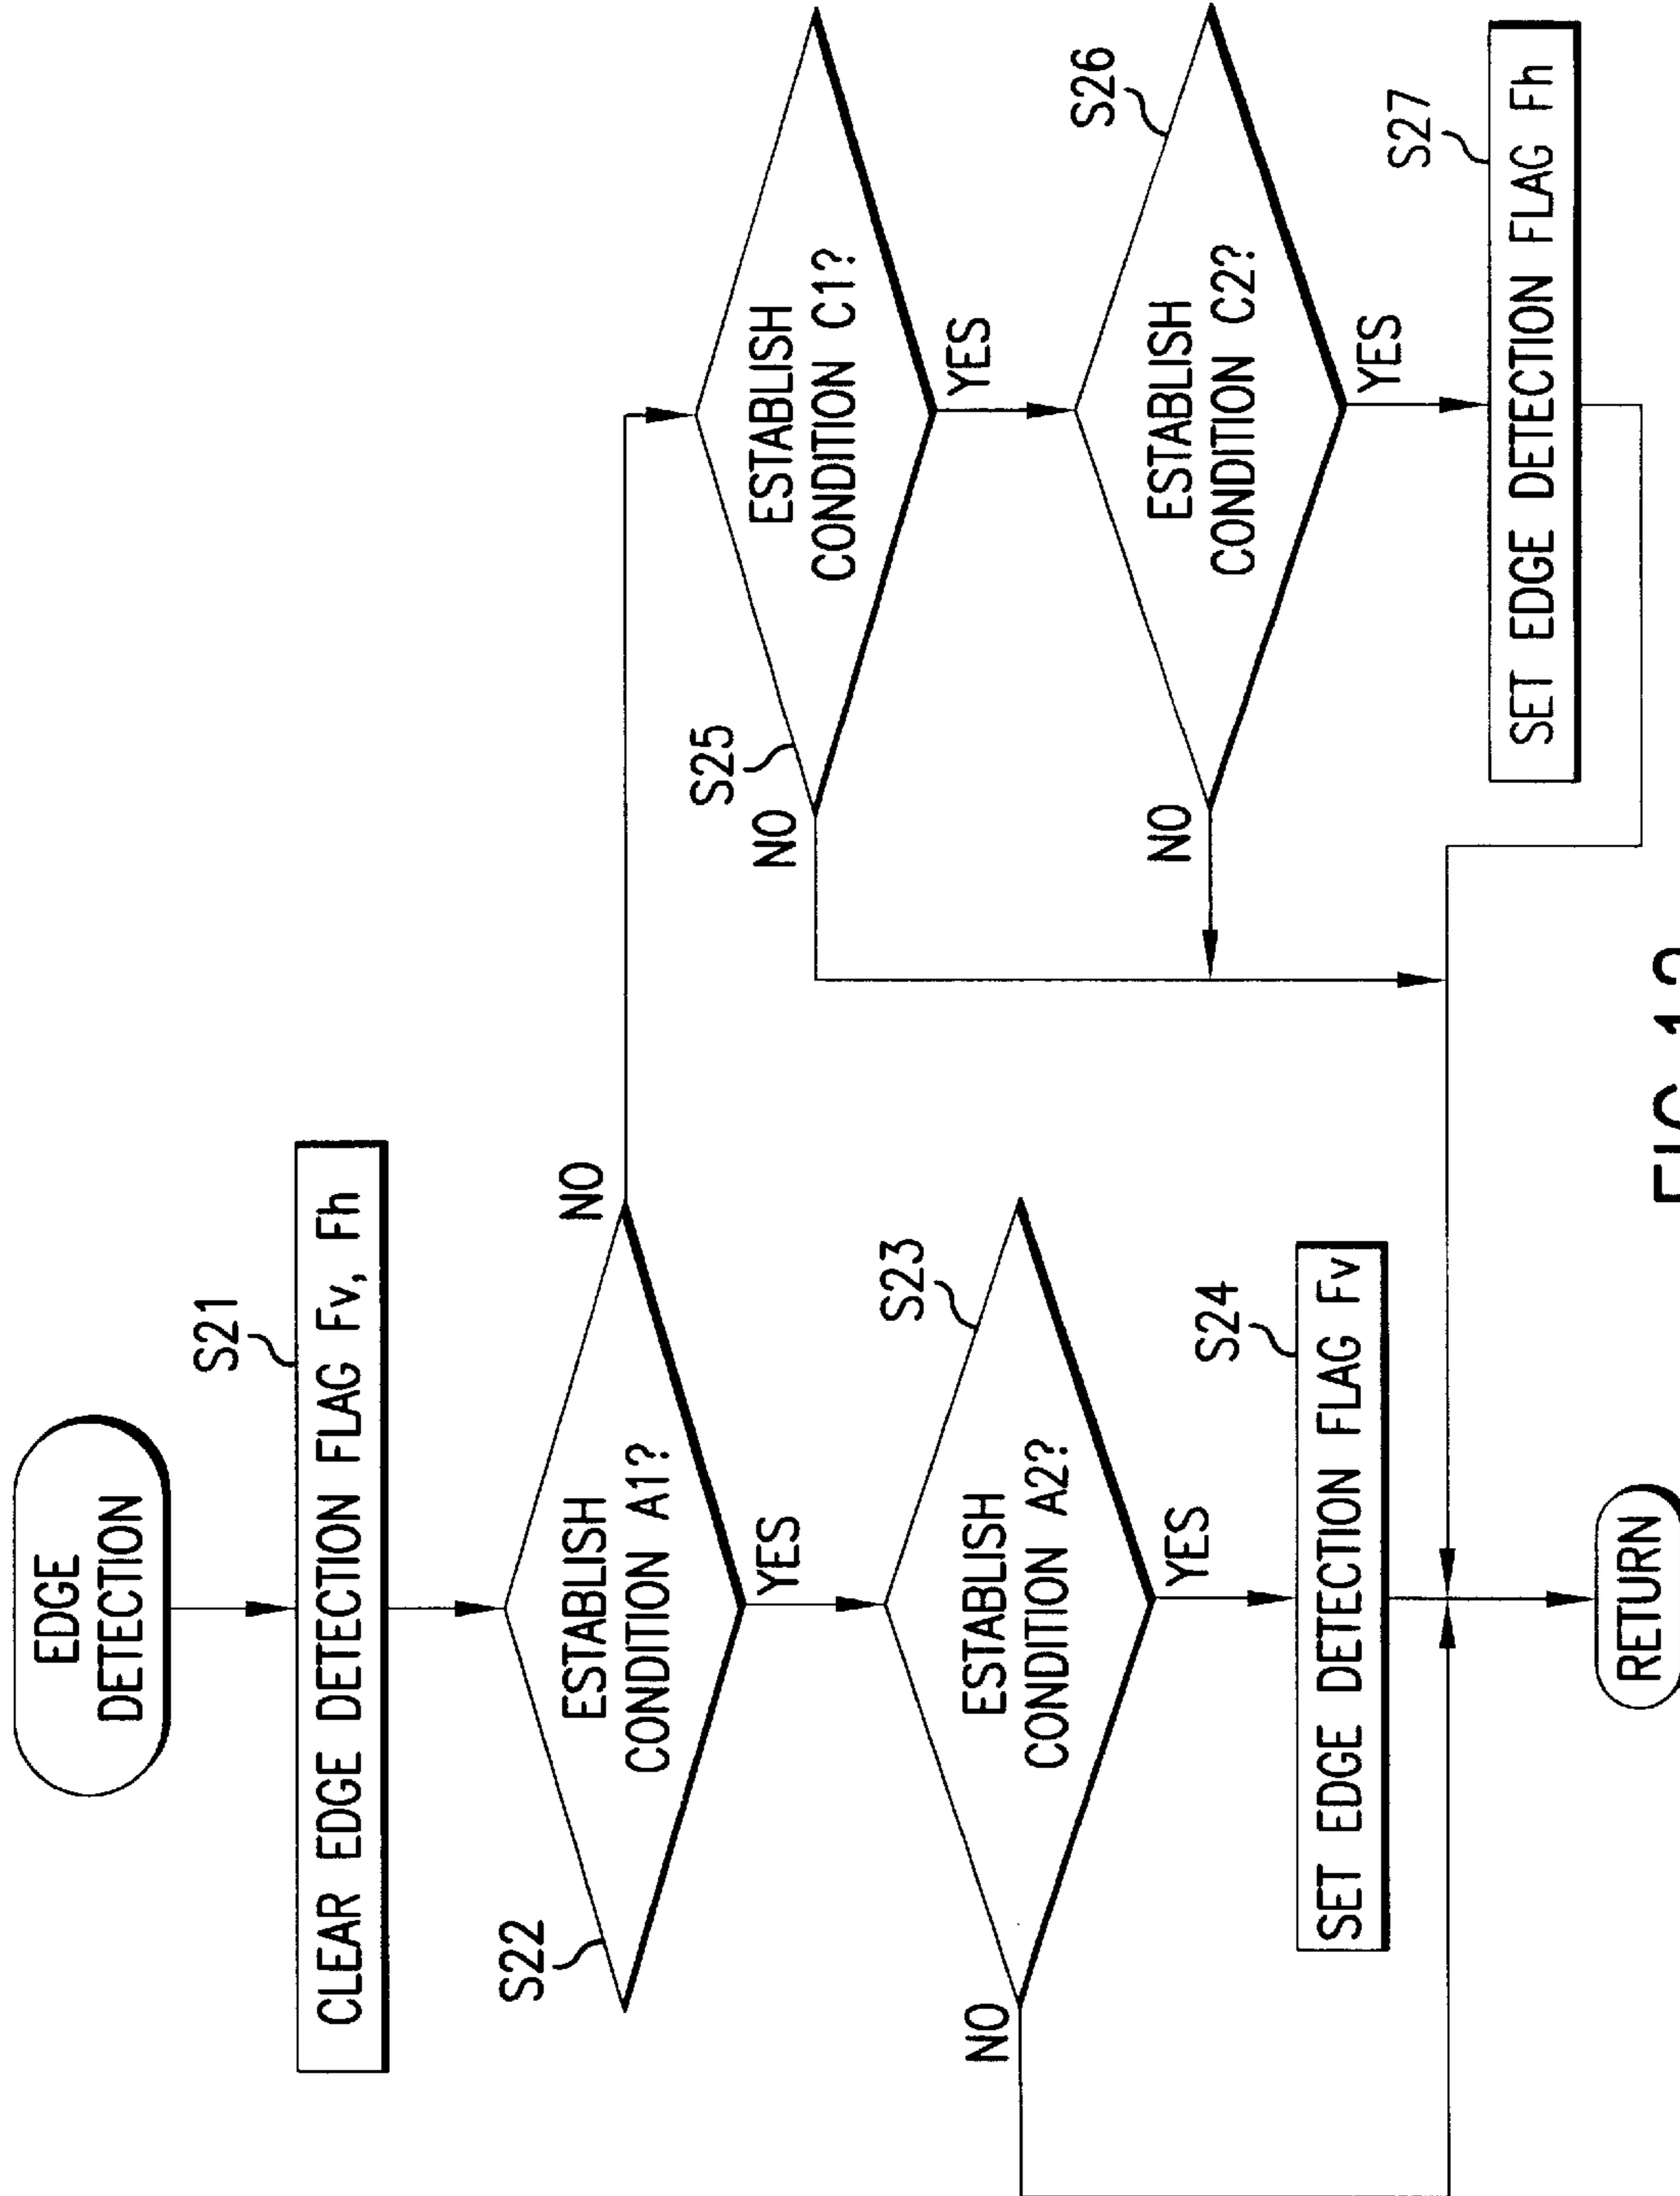 EDGE
DETECTION
S21
CLEAR EDGE DETECTION FLAG Fv, Fh
S22
ESTABLISH
CONDITION A1?
NO
YES
S23
ESTABLISH
CONDITION A2?
NO
YES
S24
SET EDGE DETECTION FLAG Fv
RETURN
S25
ESTABLISH
CONDITION C1?
NO
YES
S26
ESTABLISH
CONDITION C2?
NO
YES
S27
SET EDGE DETECTION FLAG Fh